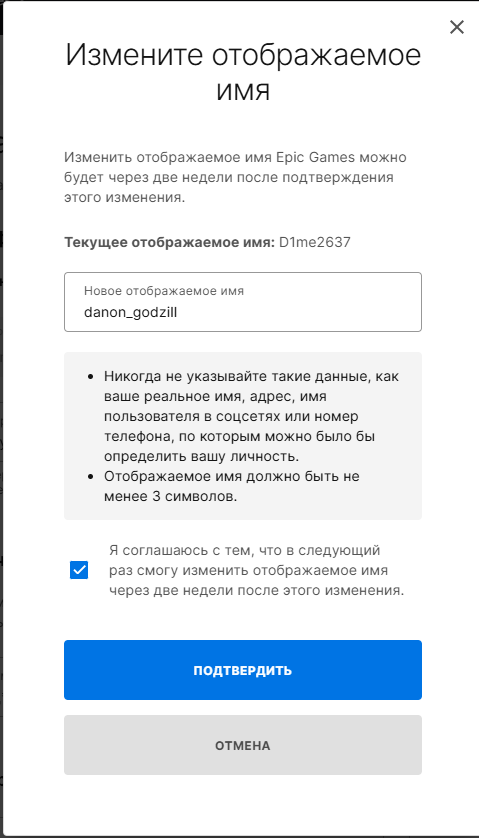 Измените отображаемое
имя
Изменить отображаемое имя Epic Games можно
будет через две недели после подтверждения
этого изменения.
Текущее отображаемое имя: D1me2637
Новое отображаемое имя
danon_godzill
• Никогда не указывайте такие данные, как
ваше реальное имя, адрес, имя
пользователя в соцсетях или номер
телефона, по которым можно было бы
определить вашу личность.
• Отображаемое имя должно быть не
менее 3 символов.
Я соглашаюсь с тем, что в следующий
раз смогу изменить отображаемое имя
через две недели после этого изменения.
ПОДТВЕРДИТЬ
ОТМЕНА